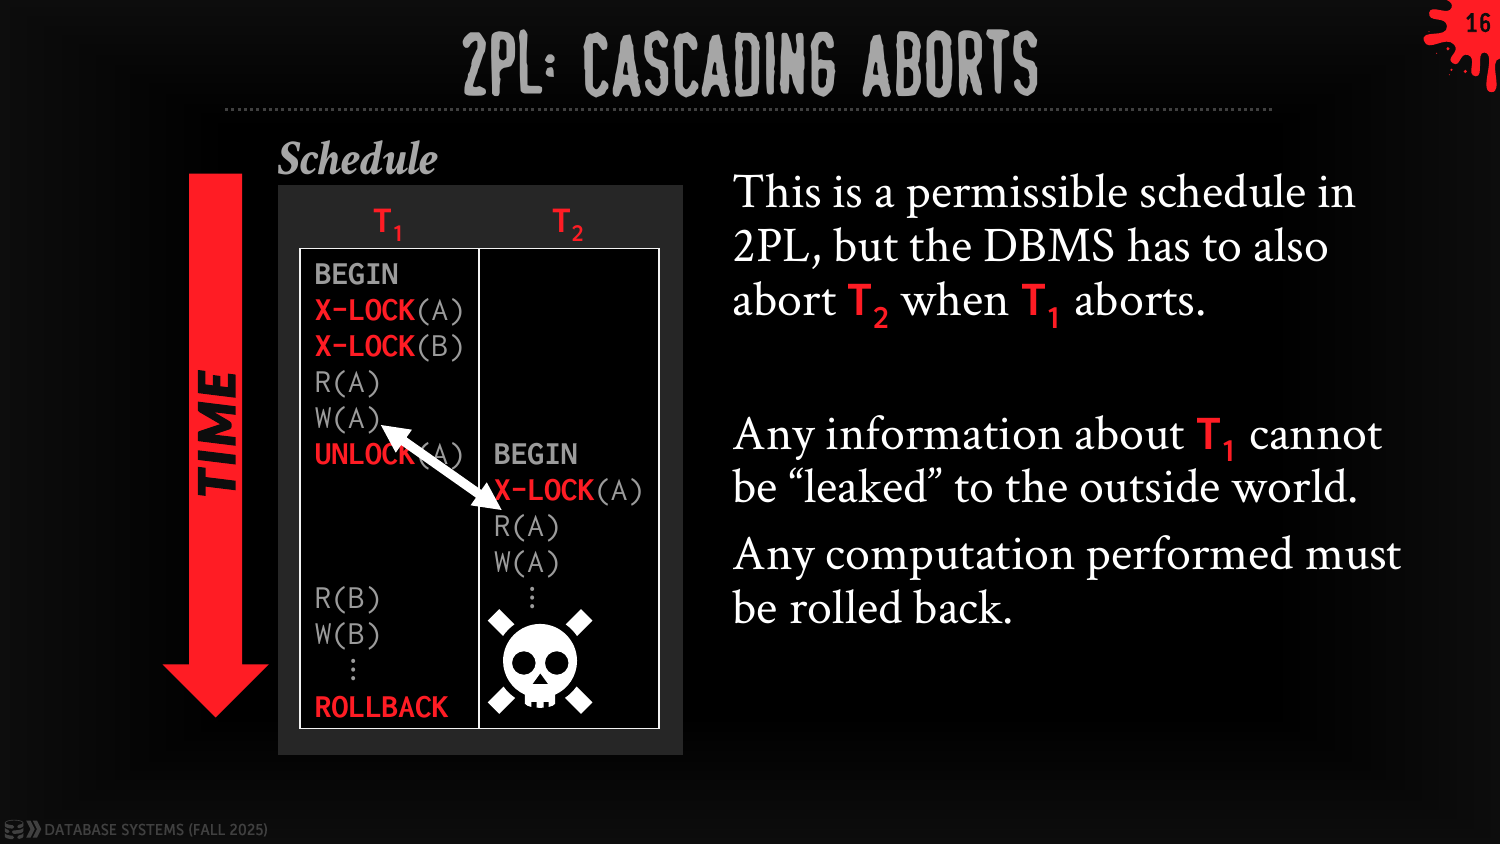 16
2PL: CASCADING ABORTS
Schedule
TIME
T1 T2
BEGIN
X-LOCK(A)
X-LOCK(B)
R(A)
W(A)
UNLOCK(A) BEGIN
X-LOCK(A)
R(A)
W(A)
R(B) ⋮
W(B)
⋮
ROLLBACK
This is a permissible schedule in
2PL, but the DBMS has to also
abort T2 when T1 aborts.
Any information about T1 cannot
be “leaked” to the outside world.
Any computation performed must
be rolled back.
DATABASE SYSTEMS (FALL 2025)